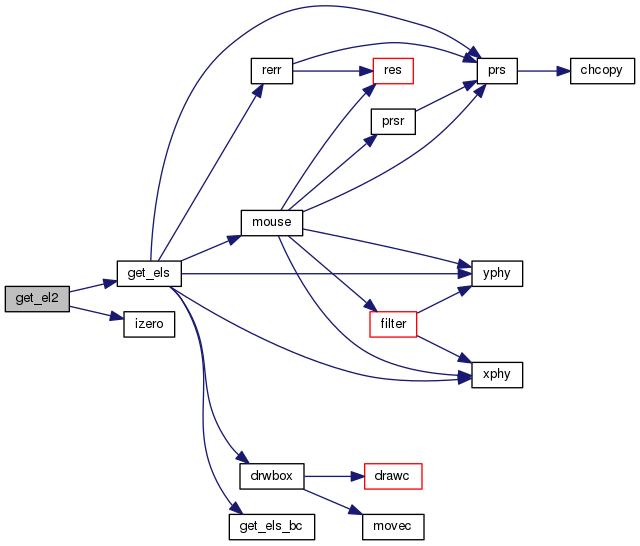 rerr
res
prs
chcopy
prsr
mouse
get_els
yphy
get_el2
izero
filter
xphy
drwbox
drawc
get_els_bc
movec